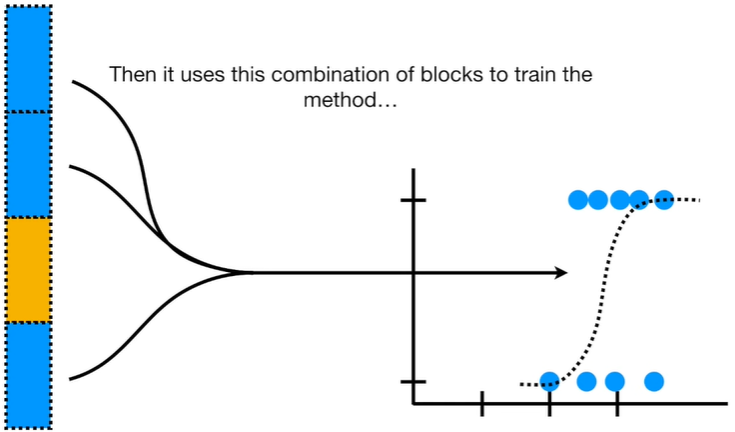 Then it uses this combination of blocks to train the
method…